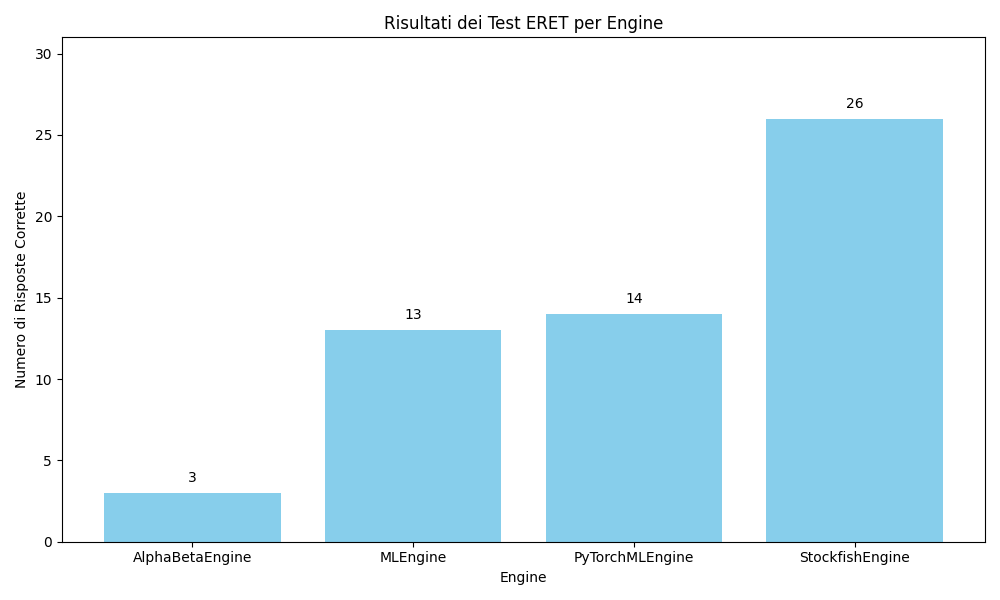 Risultati dei Test ERET per Engine
Numero di Risposte Corrette
30
25
20
15
10
5
0
3
13
14
26
AlphaBetaEngine
MLEngine
PyTorchMLEngine
StockfishEngine
Engine